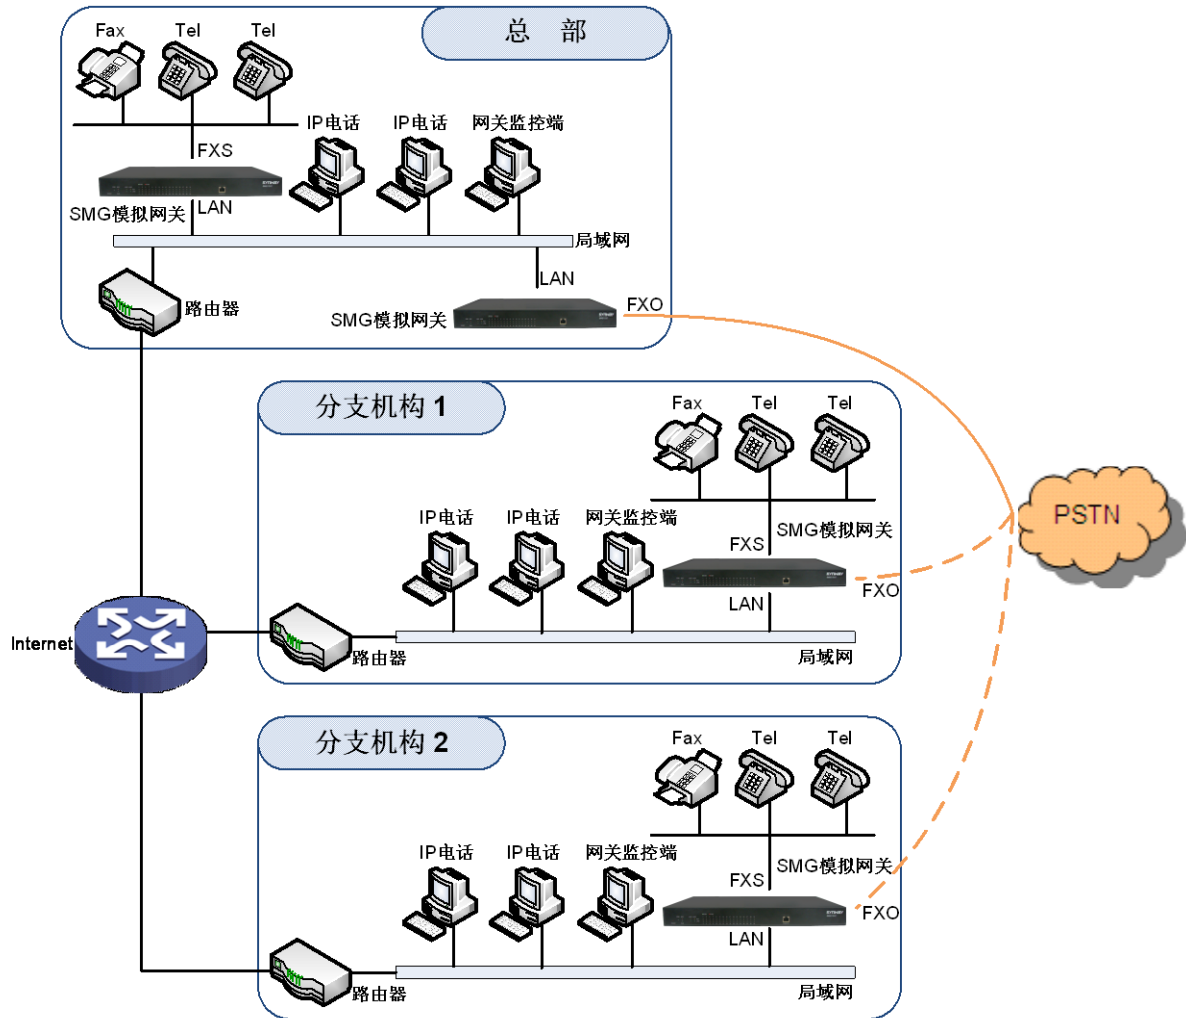 总 部
Fax
Tel
Tel
IP电话
IP电话
网关监控端
FXS
SMG模拟网关
LAN
局域网
LAN
路由器
SMG模拟网关
FXO
分支机构 1
Fax
Tel
Tel
IP电话
IP电话
网关监控端
SMG模拟网关
FXS
FXO
LAN
路由器
局域网
PSTN
Internet
分支机构 2
Fax
Tel
Tel
IP电话
IP电话
网关监控端
SMG模拟网关
FXS
FXO
LAN
路由器
局域网